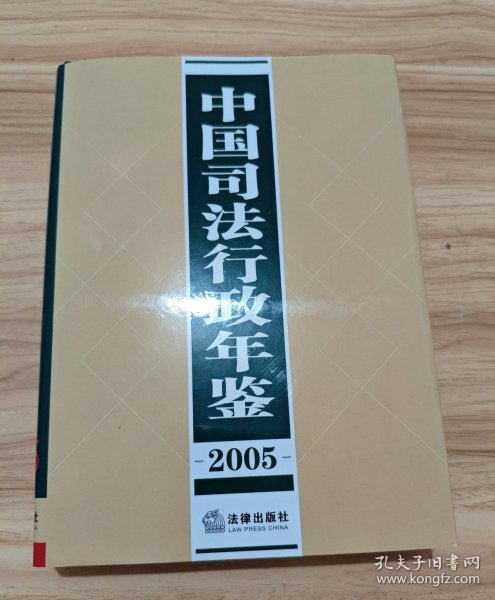 中国司法行政年鉴
-2005-
法律出版社
LAW PRESS CHINA
社
孔夫子旧书网
www.kongfz.com